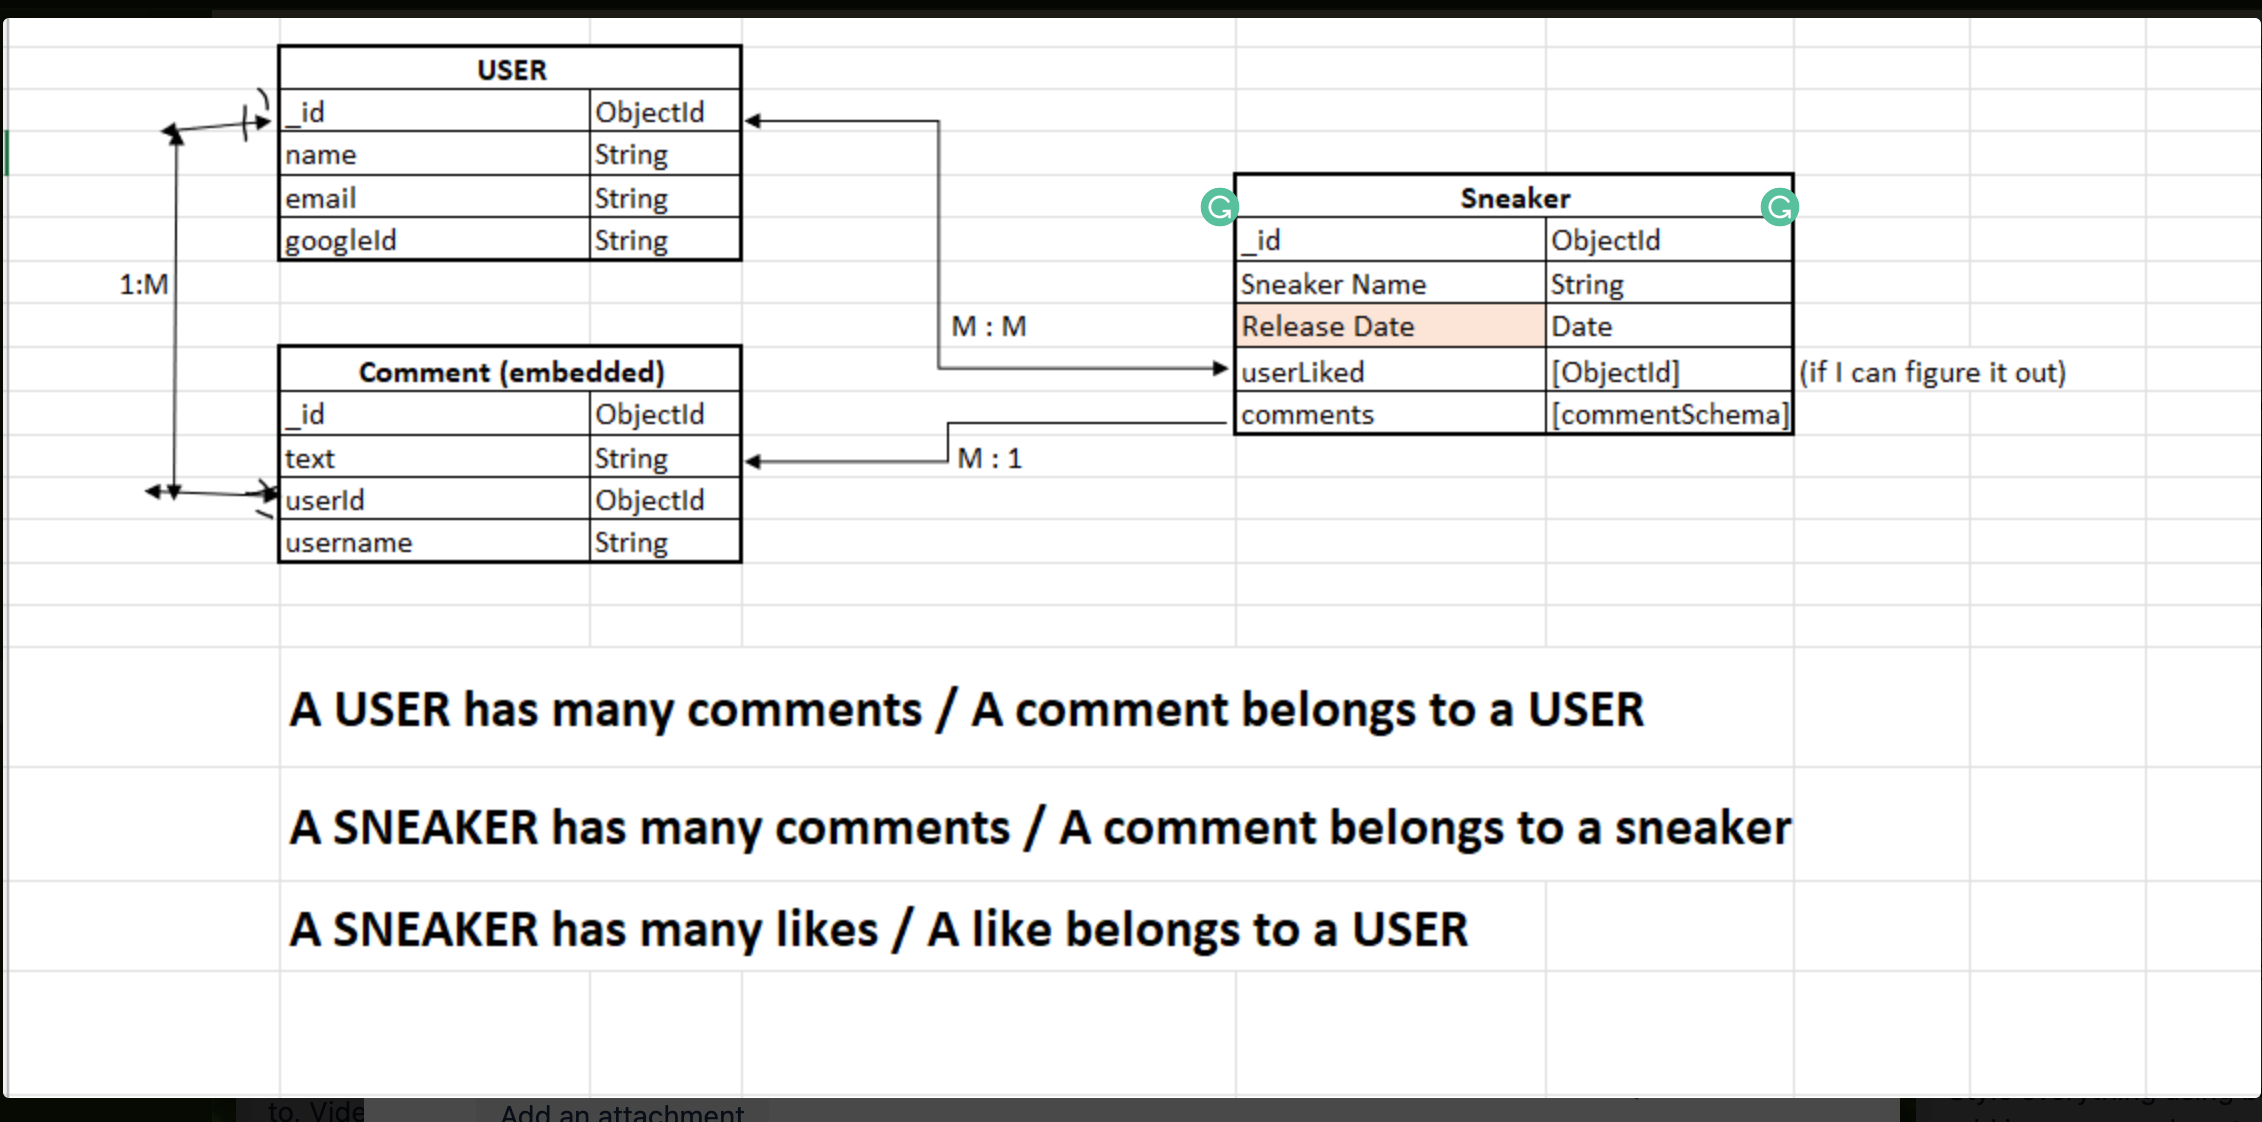 USER
_id ObjectId
name String
email String
googleId String
1:M
Comment (embedded)
_id ObjectId
text String
userId ObjectId
username String
M : M
M : 1
Sneaker
_id ObjectId
Sneaker Name String
Release Date Date
userLiked [ObjectId] (if I can figure it out)
comments [commentSchema]
A USER has many comments / A comment belongs to a USER
A SNEAKER has many comments / A comment belongs to a sneaker
A SNEAKER has many likes / A like belongs to a USER
to. Vide
Add an attachment